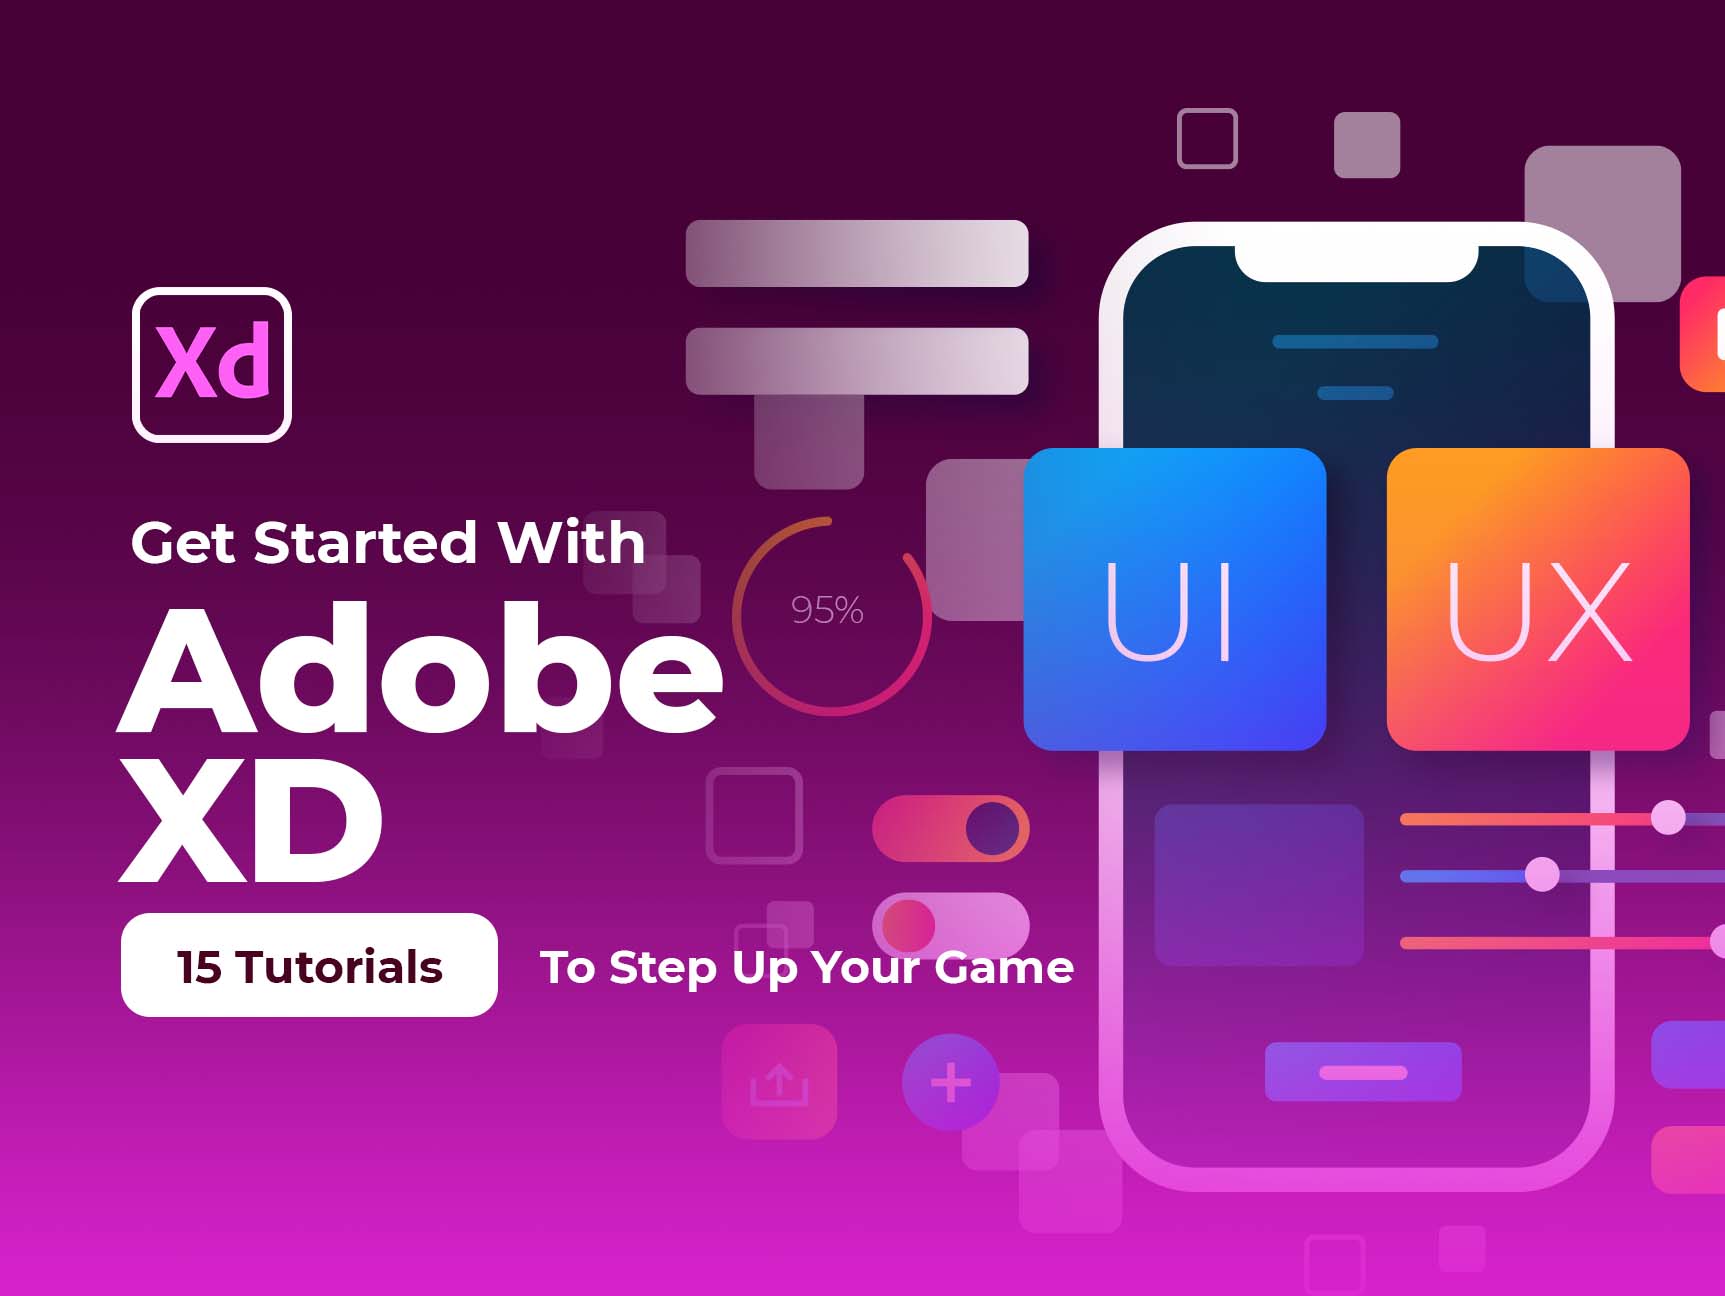 Xd
Get Started With
Adobe
XD
15 Tutorials
To Step Up Your Game
95%
UI
UX